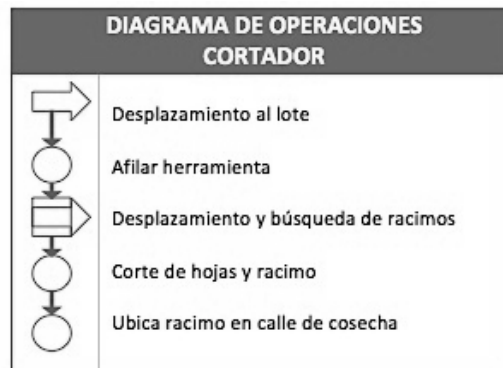 DIAGRAMA DE OPERACIONES
CORTADOR
Desplazamiento al lote
Afilar herramienta
Desplazamiento y búsqueda de racimos
Corte de hojas y racimo
Ubica racimo en calle de cosecha